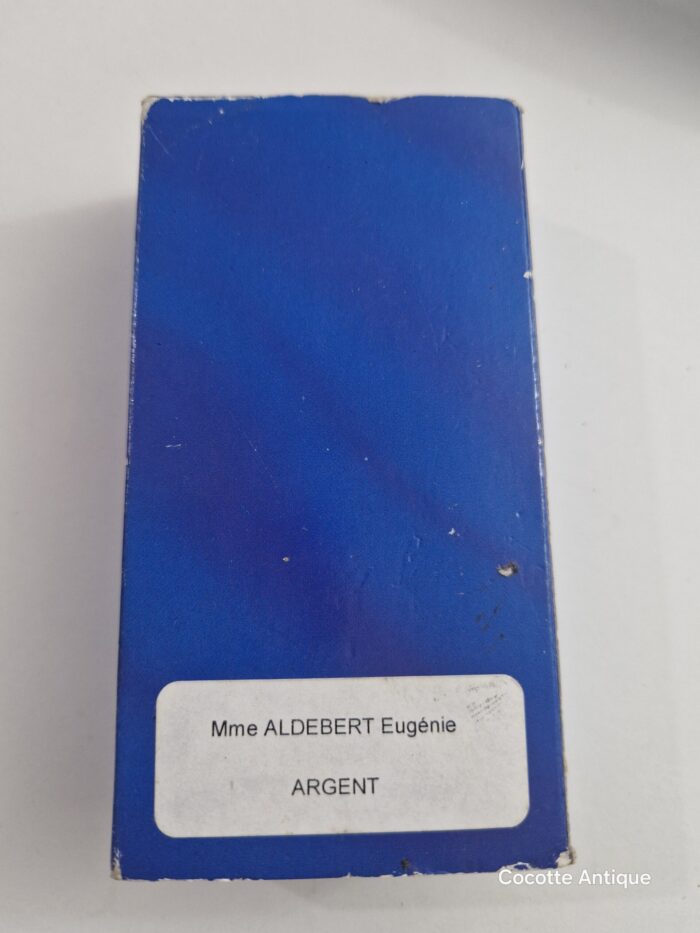 Mme ALDEBERT Eugénie
ARGENT
Cocotte Antique